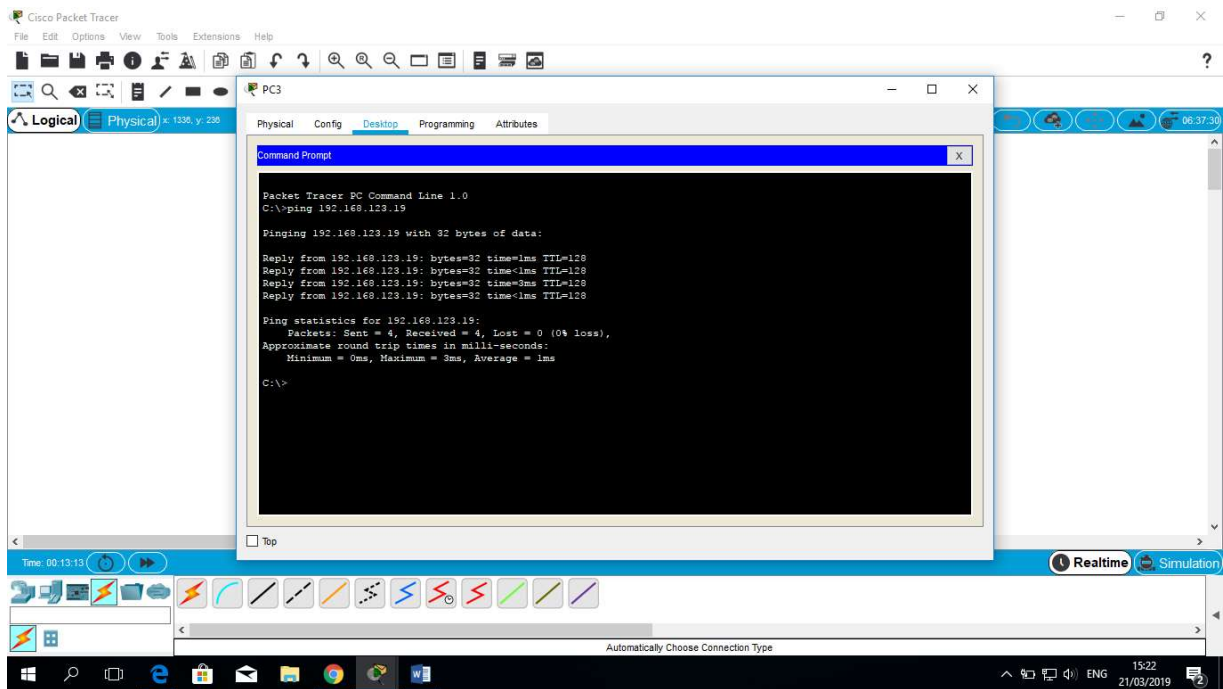 Cisco Packet Tracer
File Edit Options View Tools Extensions Help
?
PC3
Logical
Physical x: 1336, y: 236
06:37:30
Physical Config Desktop Programming Attributes
Command Prompt
X
Packet Tracer PC Command Line 1.0
C:\>ping 192.168.123.19
Pinging 192.168.123.19 with 32 bytes of data:
Reply from 192.168.123.19: bytes=32 time=1ms TTL=128
Reply from 192.168.123.19: bytes=32 time<1ms TTL=128
Reply from 192.168.123.19: bytes=32 time=3ms TTL=128
Reply from 192.168.123.19: bytes=32 time<1ms TTL=128
Ping statistics for 192.168.123.19:
Packets: Sent = 4, Received = 4, Lost = 0 (0% loss),
Approximate round trip times in milli-seconds:
Minimum = 0ms, Maximum = 3ms, Average = 1ms
C:\>
Top
Time: 00:13:13
Realtime
Simulation
Automatically Choose Connection Type
ENG
15:22
21/03/2019
2